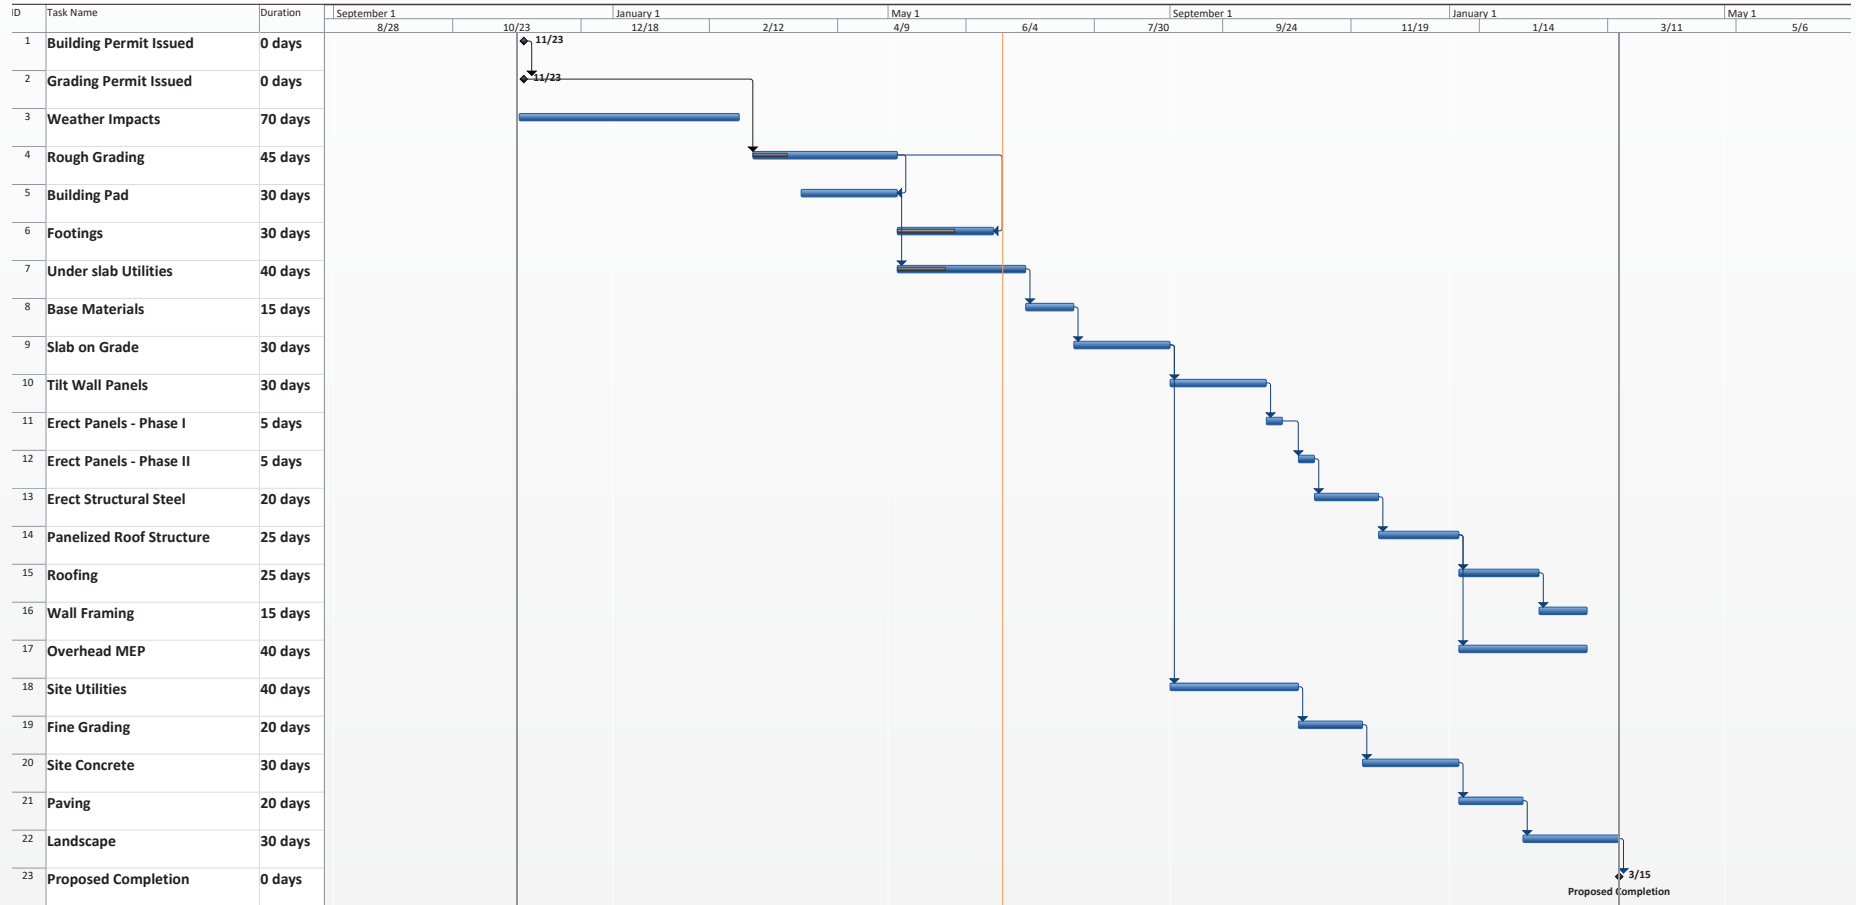 ID Task Name Duration September 1 January 1 May 1 September 1 January 1 May 1
8/28 10/23 12/18 2/12 4/9 6/4 7/30 9/24 11/19 1/14 3/11 5/6
1 Building Permit Issued 0 days 11/23
2 Grading Permit Issued 0 days 11/23
3 Weather Impacts 70 days
4 Rough Grading 45 days
5 Building Pad 30 days
6 Footings 30 days
7 Under slab Utilities 40 days
8 Base Materials 15 days
9 Slab on Grade 30 days
10 Tilt Wall Panels 30 days
11 Erect Panels - Phase I 5 days
12 Erect Panels - Phase II 5 days
13 Erect Structural Steel 20 days
14 Panelized Roof Structure 25 days
15 Roofing 25 days
16 Wall Framing 15 days
17 Overhead MEP 40 days
18 Site Utilities 40 days
19 Fine Grading 20 days
20 Site Concrete 30 days
21 Paving 20 days
22 Landscape 30 days
23 Proposed Completion 0 days 3/15
Proposed Completion